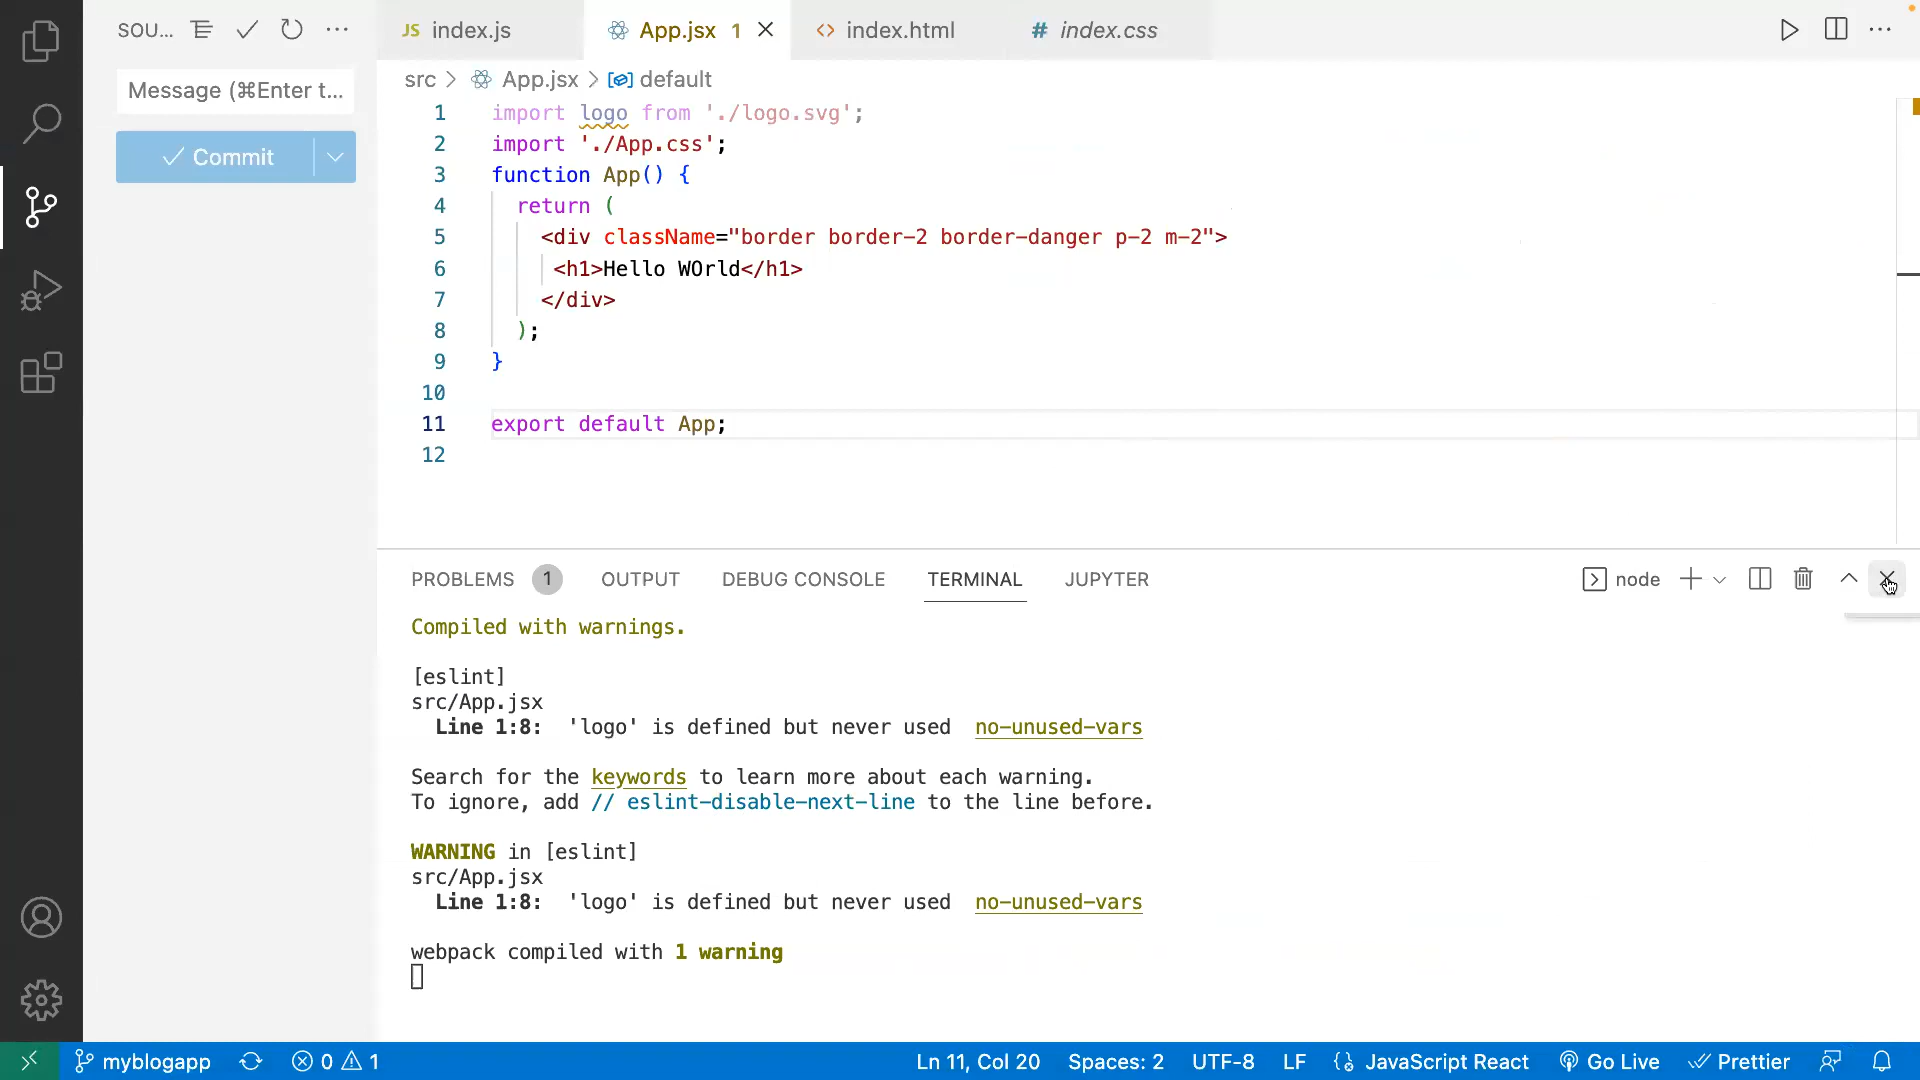 SOU...
Message (⌘Enter t...
Commit
JS index.js
App.jsx 1
<> index.html
# index.css
src > App.jsx > default
1 import logo from './logo.svg';
2 import './App.css';
3 function App() {
4 return (
5 <div className="border border-2 border-danger p-2 m-2">
6 <h1>Hello WOrld</h1>
7 </div>
8 );
9 }
10
11 export default App;
12
PROBLEMS 1 OUTPUT DEBUG CONSOLE TERMINAL JUPYTER
node
Compiled with warnings.
[eslint]
src/App.jsx
Line 1:8: 'logo' is defined but never used no-unused-vars
Search for the keywords to learn more about each warning.
To ignore, add // eslint-disable-next-line to the line before.
WARNING in [eslint]
src/App.jsx
Line 1:8: 'logo' is defined but never used no-unused-vars
webpack compiled with 1 warning
myblogapp 0 1 Ln 11, Col 20 Spaces: 2 UTF-8 LF JavaScript React Go Live Prettier